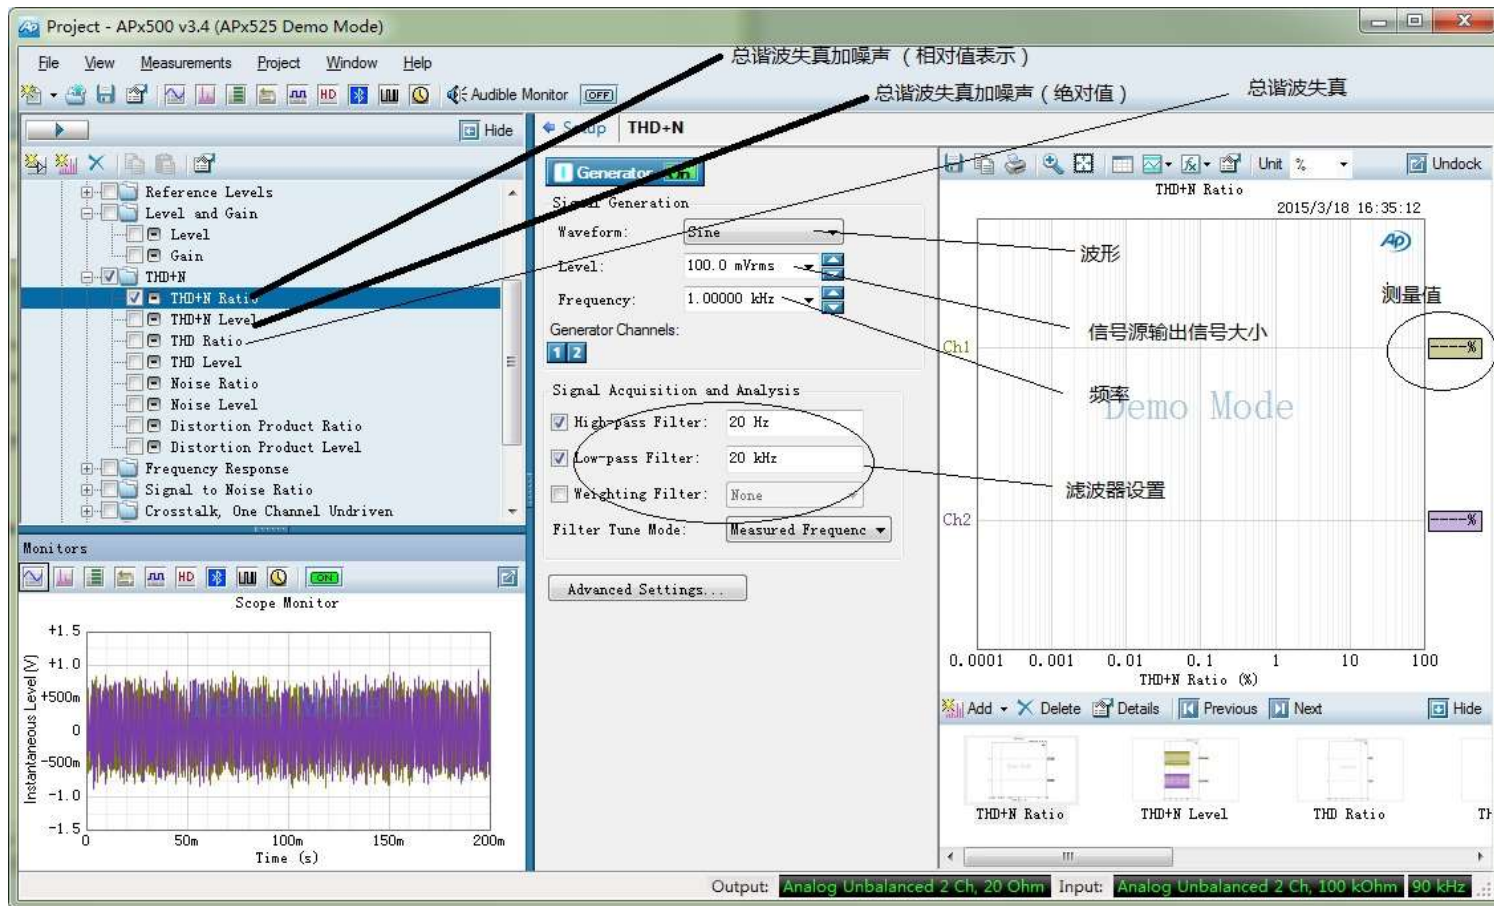 Project - APx500 v3.4 (APx525 Demo Mode)
File View Measurements Project Window Help
总谐波失真加噪声（相对值表示）
HD Audible Monitor OFF
总谐波失真加噪声（绝对值）
总谐波失真
Hide
Setup THD+N
Reference Levels
Level and Gain
Level
Gain
THD+N
THD+N Ratio
THD+N Level
THD Ratio
THD Level
Noise Ratio
Noise Level
Distortion Product Ratio
Distortion Product Level
Frequency Response
Signal to Noise Ratio
Crosstalk, One Channel Undriven
Monitors
HD ON
Scope Monitor
Instantaneous Level (V)
+1.5
+1.0
+500m
0
-500m
-1.0
-1.5
Demo Mode
0 50m 100m 150m 200m
Time (s)
Generator On
Signal Generation
Waveform: Sine
Level: 100.0 mVrms
Frequency: 1.00000 kHz
Generator Channels:
1 2
Signal Acquisition and Analysis
High-pass Filter: 20 Hz
Low-pass Filter: 20 kHz
Weighting Filter: None
Filter Tune Mode: Measured Frequenc
Advanced Settings...
波形
信号源输出信号大小
频率
滤波器设置
Unit % Undock
THD+N Ratio
2015/3/18 16:35:12
AP
测量值
Ch1
----%
Demo Mode
Ch2
----%
0.0001 0.001 0.01 0.1 1 10 100
THD+N Ratio (%)
Add Delete Details Previous Next Hide
THD+N Ratio THD+N Level THD Ratio TH
Output: Analog Unbalanced 2 Ch, 20 Ohm Input: Analog Unbalanced 2 Ch, 100 kOhm 90 kHz